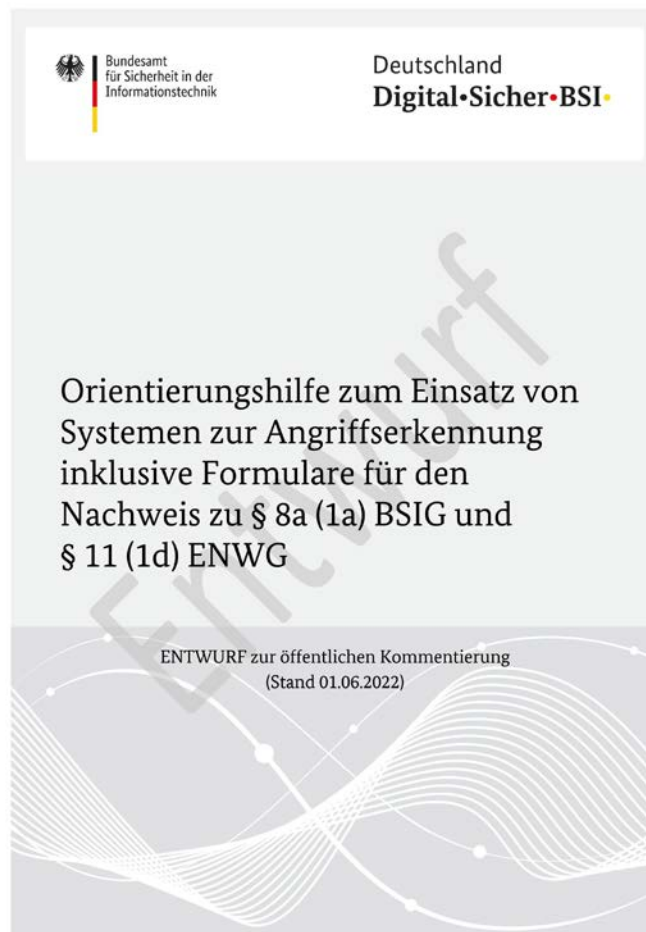 Bundesamt
für Sicherheit in der
Informationstechnik
Deutschland
Digital•Sicher•BSI•
Entwurf
Orientierungshilfe zum Einsatz von
Systemen zur Angriffserkennung
inklusive Formulare für den
Nachweis zu § 8a (1a) BSIG und
§ 11 (1d) ENWG
ENTWURF zur öffentlichen Kommentierung
(Stand 01.06.2022)